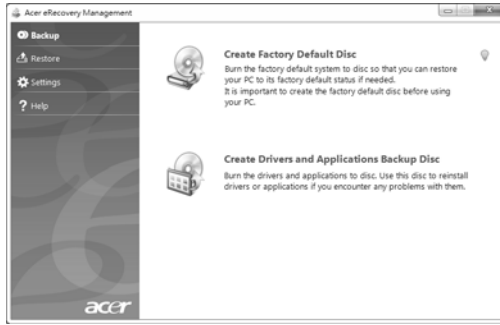 Acer eRecovery Management
Backup
Restore
Settings
Help
Create Factory Default Disc
Burn the factory default system to disc so that you can restore
your PC to its factory default status if needed.
It is important to create the factory default disc before using
your PC.
Create Drivers and Applications Backup Disc
Burn the drivers and applications to disc. Use this disc to reinstall
drivers or applications if you encounter any problems with them.
acer